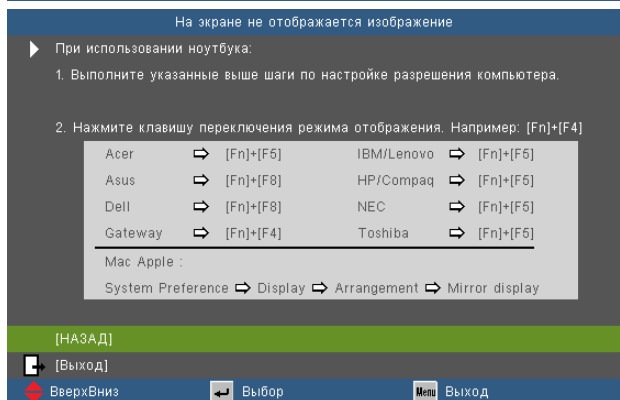 На экране не отображается изображение
При использовании ноутбука:
1. Выполните указанные выше шаги по настройке разрешения компьютера.
2. Нажмите клавишу переключения режима отображения. Например: [Fn]+[F4]
Acer ⇨ [Fn]+[F5] IBM/Lenovo ⇨ [Fn]+[F5]
Asus ⇨ [Fn]+[F8] HP/Compaq ⇨ [Fn]+[F5]
Dell ⇨ [Fn]+[F8] NEC ⇨ [Fn]+[F5]
Gateway ⇨ [Fn]+[F4] Toshiba ⇨ [Fn]+[F5]
Mac Apple :
System Preference ⇨ Display ⇨ Arrangement ⇨ Mirror display
[НАЗАД]
[Выход]
ВверхВниз Выбор Menu Выход